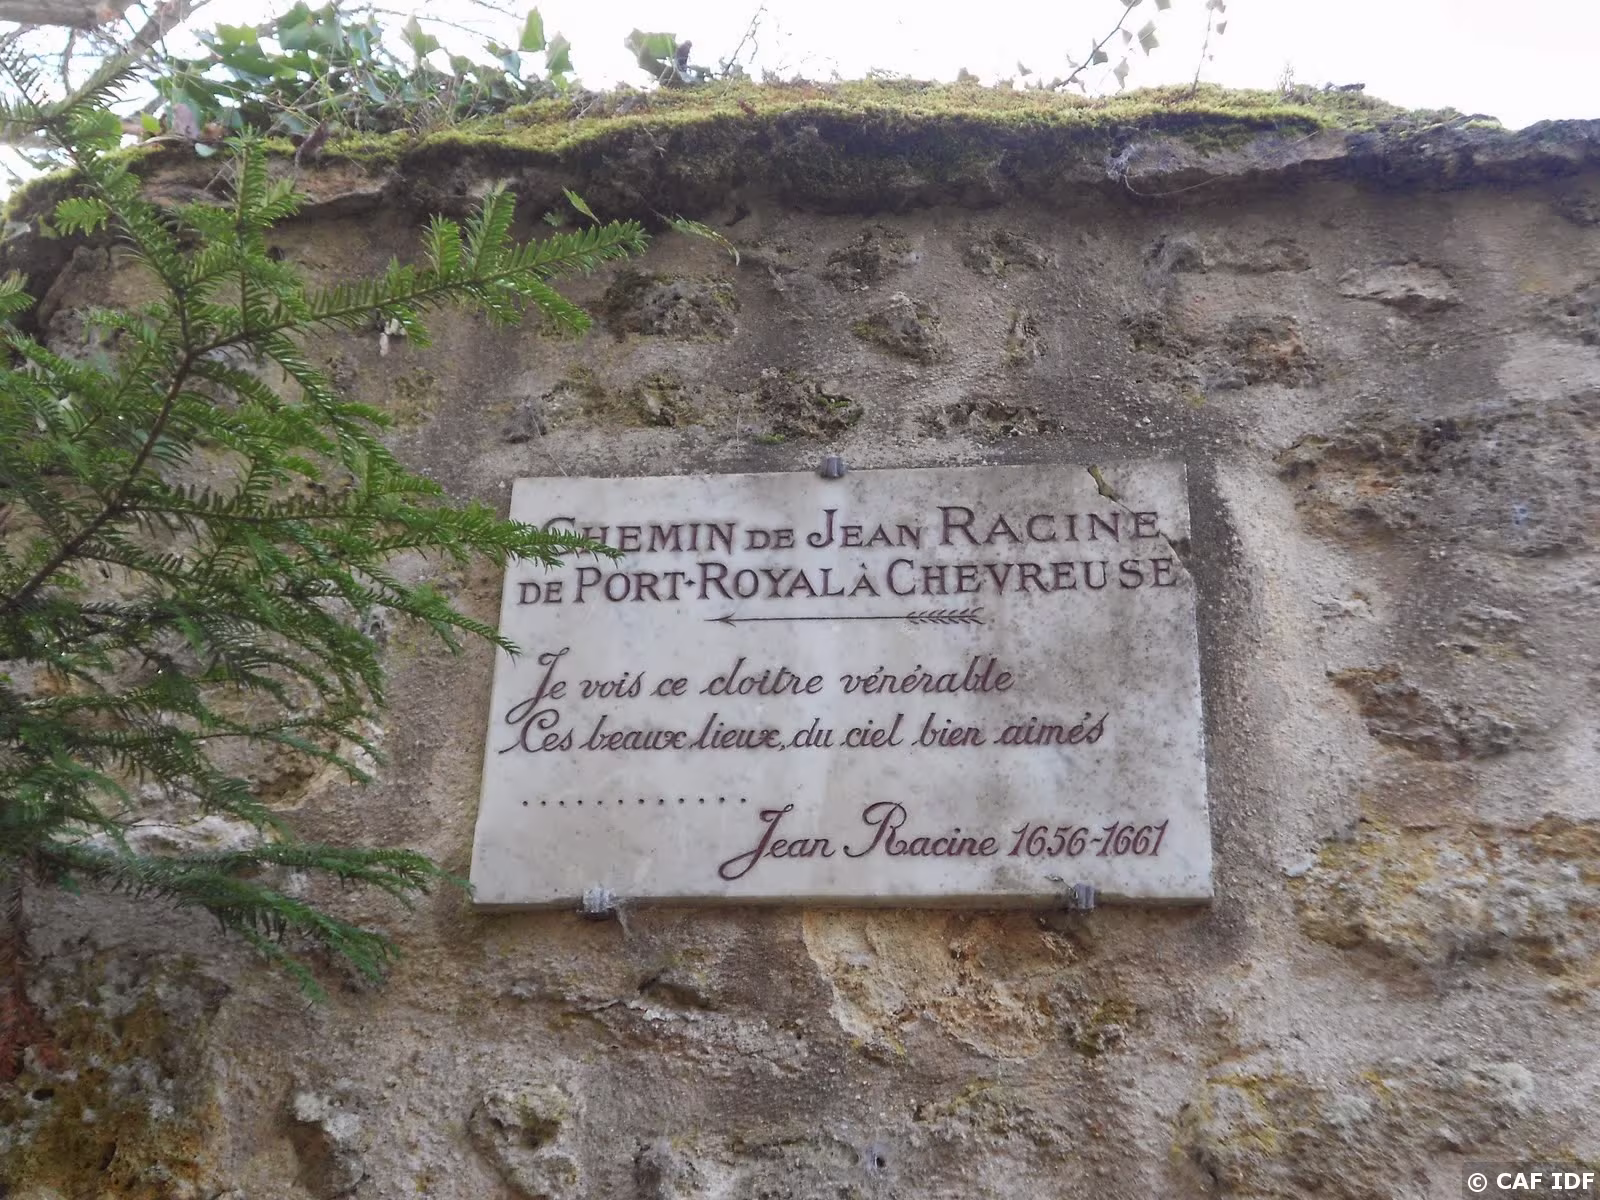 CHEMIN DE JEAN RACINE
DE PORT-ROYAL À CHEVREUSE
Je vois ce cloitre vénérable
Ces beaux lieux, du ciel bien aimés
............
Jean Racine 1656-1661
© CAF IDF